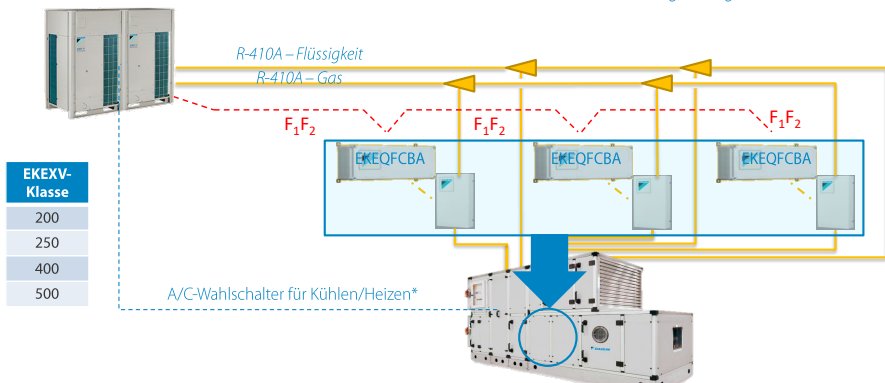 R-410A – Flüssigkeit
R-410A – Gas
F₁F₂
F₁F₂
F₁F₂
EKEQFCBA
EKEQFCBA
EKEQFCBA
EKEXV-
Klasse
200
250
400
500
A/C-Wahlschalter für Kühlen/Heizen*